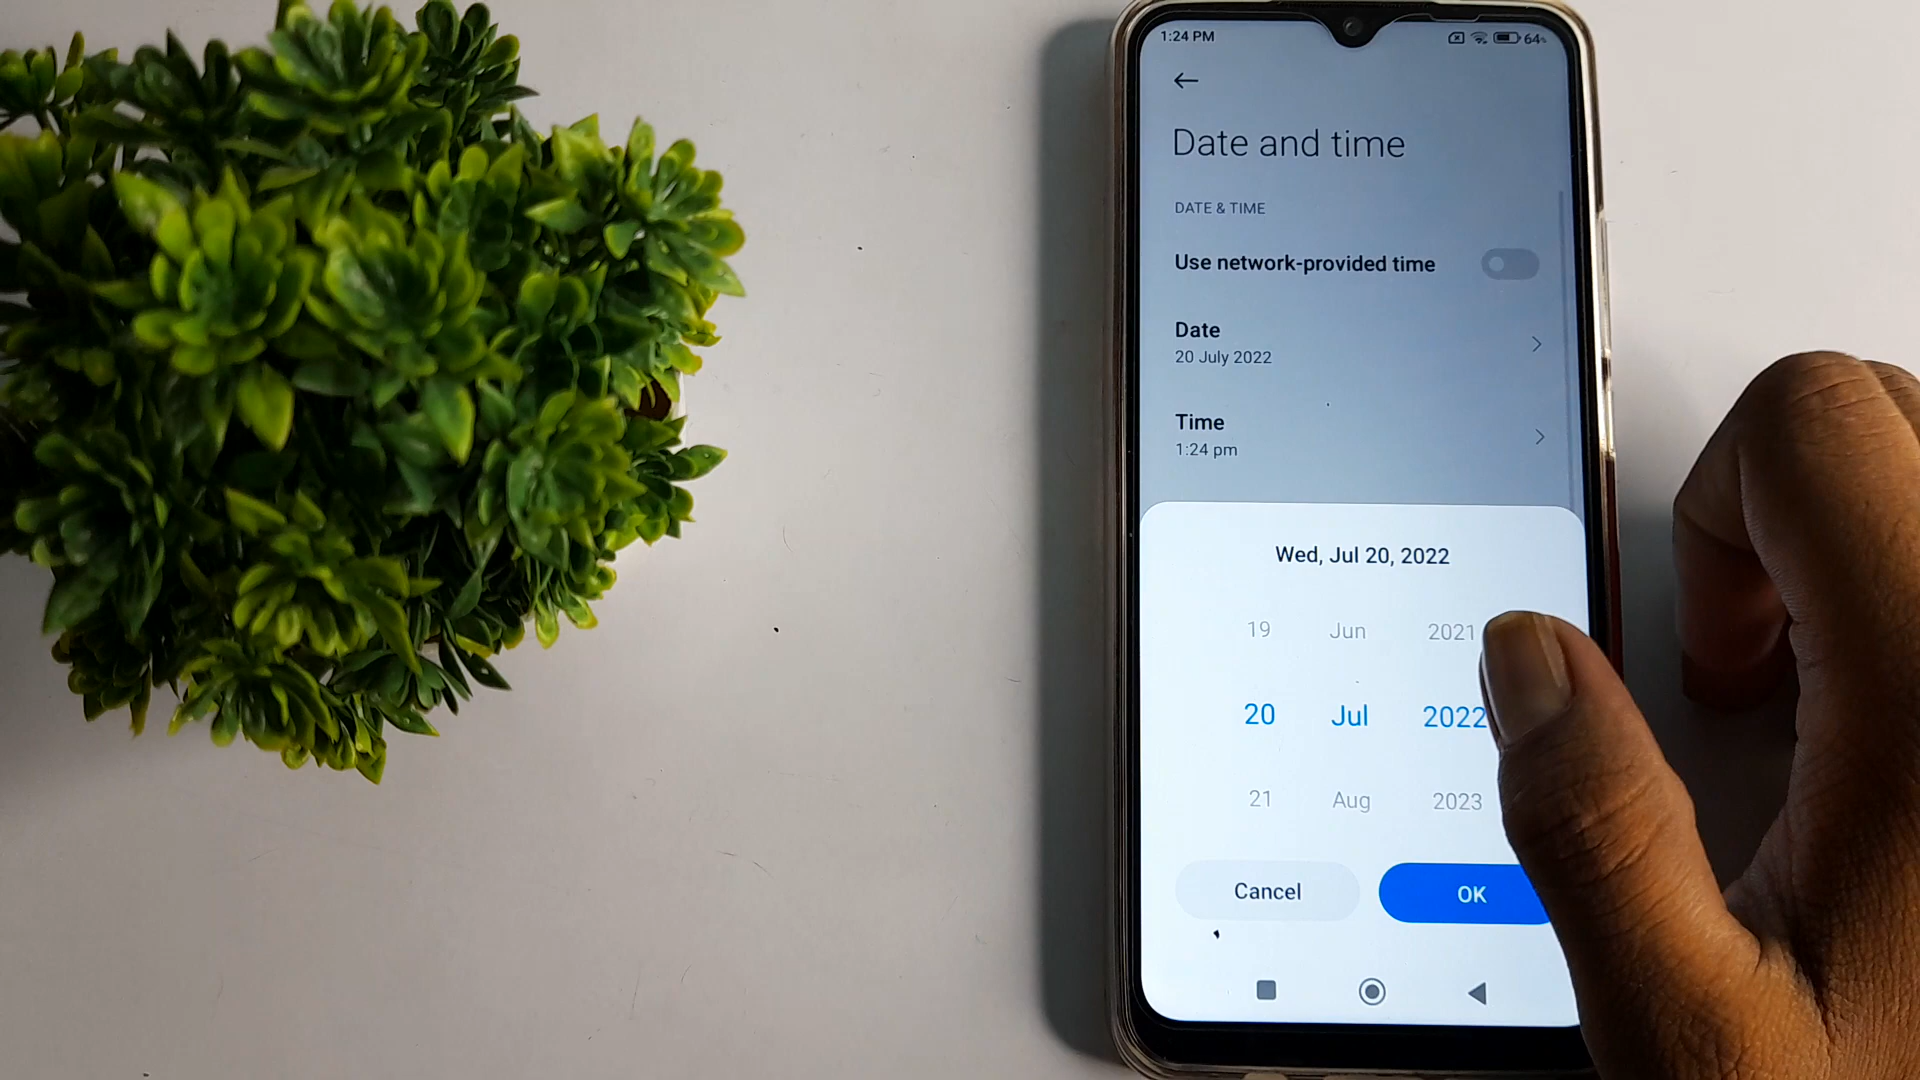 1:24 PM 64%
Date and time
DATE & TIME
Use network-provided time
Date
20 July 2022
Time
1:24 pm
Wed, Jul 20, 2022
19 Jun 2021
20 Jul 2022
21 Aug 2023
Cancel OK